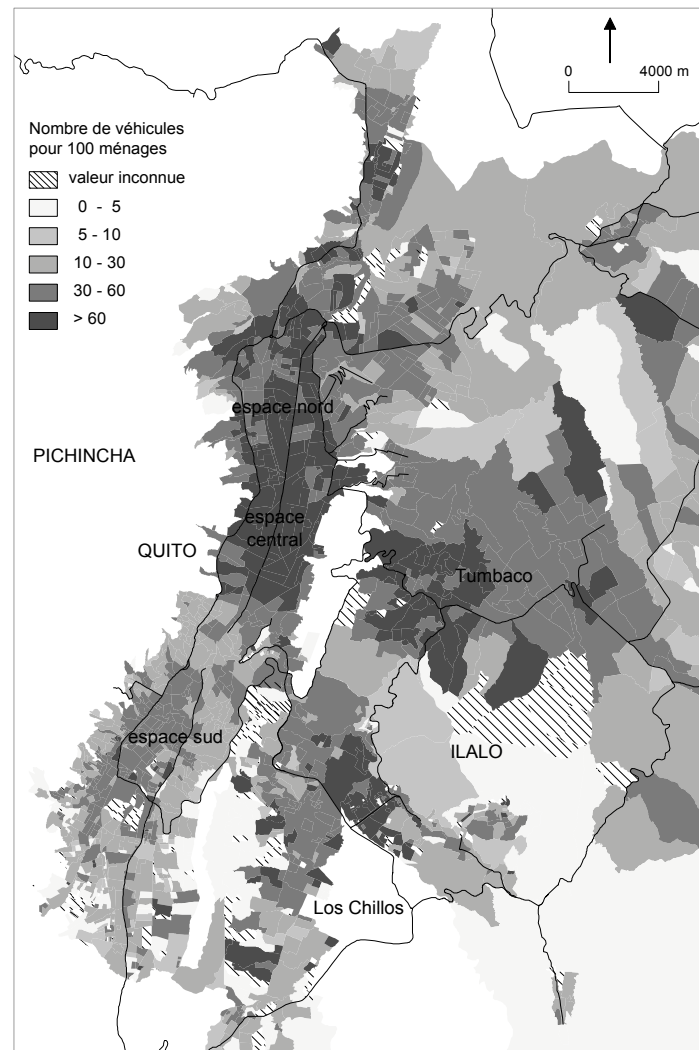 0 4000 m
Nombre de véhicules
pour 100 ménages
valeur inconnue
0 - 5
5 - 10
10 - 30
30 - 60
> 60
espace nord
PICHINCHA
espace
central
QUITO
Tumbaco
espace sud
ILALO
Los Chillos